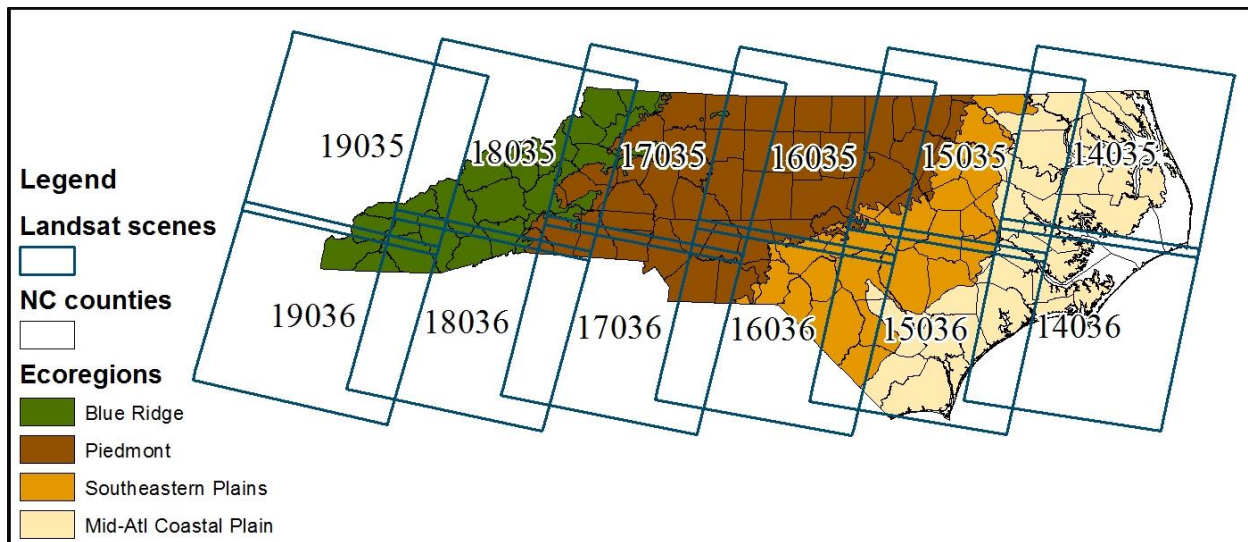 19035
18035
17035
16035
15035
14035
Legend
Landsat scenes
NC counties
19036
18036
17036
16036
15036
14036
Ecoregions
Blue Ridge
Piedmont
Southeastern Plains
Mid-Atl Coastal Plain